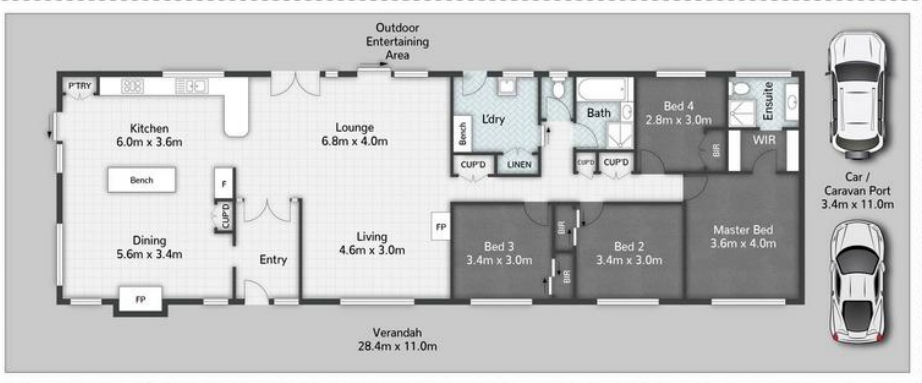 Outdoor
Entertaining
Area
P'TRY
Kitchen
6.0m x 3.6m
Bench
F
CUP'D
Dining
5.6m x 3.4m
FP
Entry
Lounge
6.8m x 4.0m
Living
4.6m x 3.0m
FP
L'dry
Bench
CUP'D
LINEN
Bath
CUP'D
CUP'D
Bed 4
2.8m x 3.0m
BIR
Ensuite
WIR
Bed 3
3.4m x 3.0m
BIR
BIR
Bed 2
3.4m x 3.0m
Master Bed
3.6m x 4.0m
Car /
Caravan Port
3.4m x 11.0m
Verandah
28.4m x 11.0m